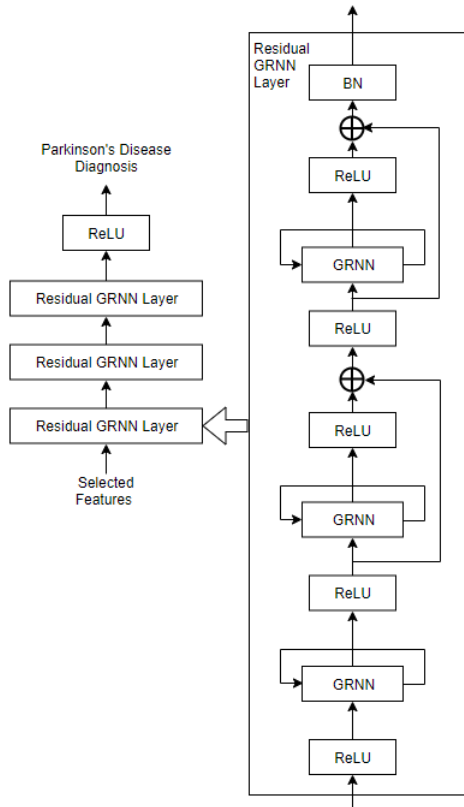 Parkinson's Disease
Diagnosis
ReLU
Residual GRNN Layer
Residual GRNN Layer
Residual GRNN Layer
Selected
Features
Residual
GRNN
Layer
BN
ReLU
GRNN
ReLU
ReLU
GRNN
ReLU
GRNN
ReLU